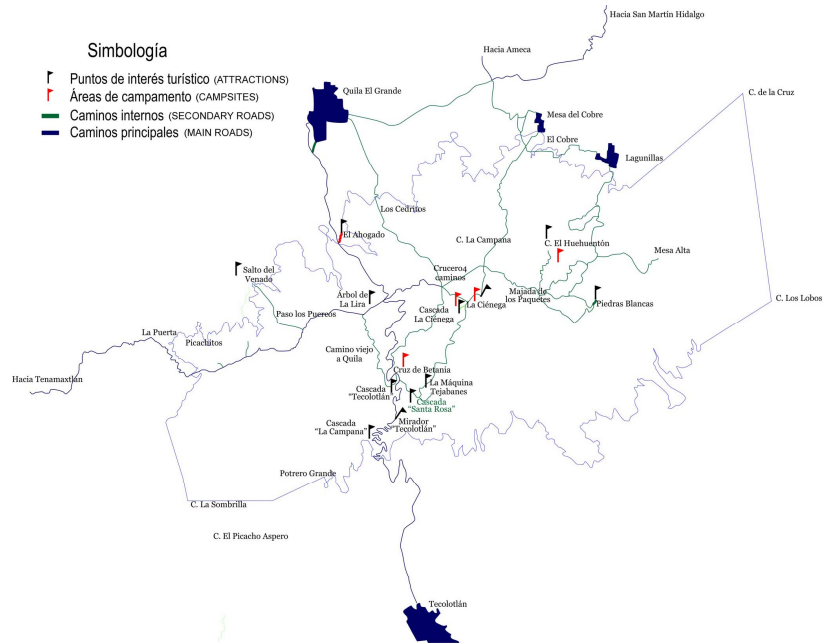 Hacia San Martín Hidalgo
Simbología
Hacia Ameca
Puntos de interés turístico (ATTRACTIONS)
Áreas de campamento (CAMPSITES)
Caminos internos (SECONDARY ROADS)
Caminos principales (MAIN ROADS)
Quila El Grande
C. de la Cruz
Mesa del Cobre
El Cobre
Lagunillas
Los Cedritos
El Ahogado
C. La Campana
C. El Huehuentón
Mesa Alta
Salto del
Venado
Crucero4
caminos
Árbol de
La Lira
Cascada
La Ciénega
La Ciénega
Majada de
los Paquetes
Piedras Blancas
C. Los Lobos
Paso los Puercos
La Puerta
Picachitos
Camino viejo
a Quila
Hacia Tenamaxtlán
Cruz de Betania
Cascada
"Tecolotlán"
La Máquina
Tejabanes
Cascada
"Santa Rosa"
Cascada
"La Campana"
Mirador
"Tecolotlán"
Potrero Grande
C. La Sombrilla
C. El Picacho Aspero
Tecolotlán